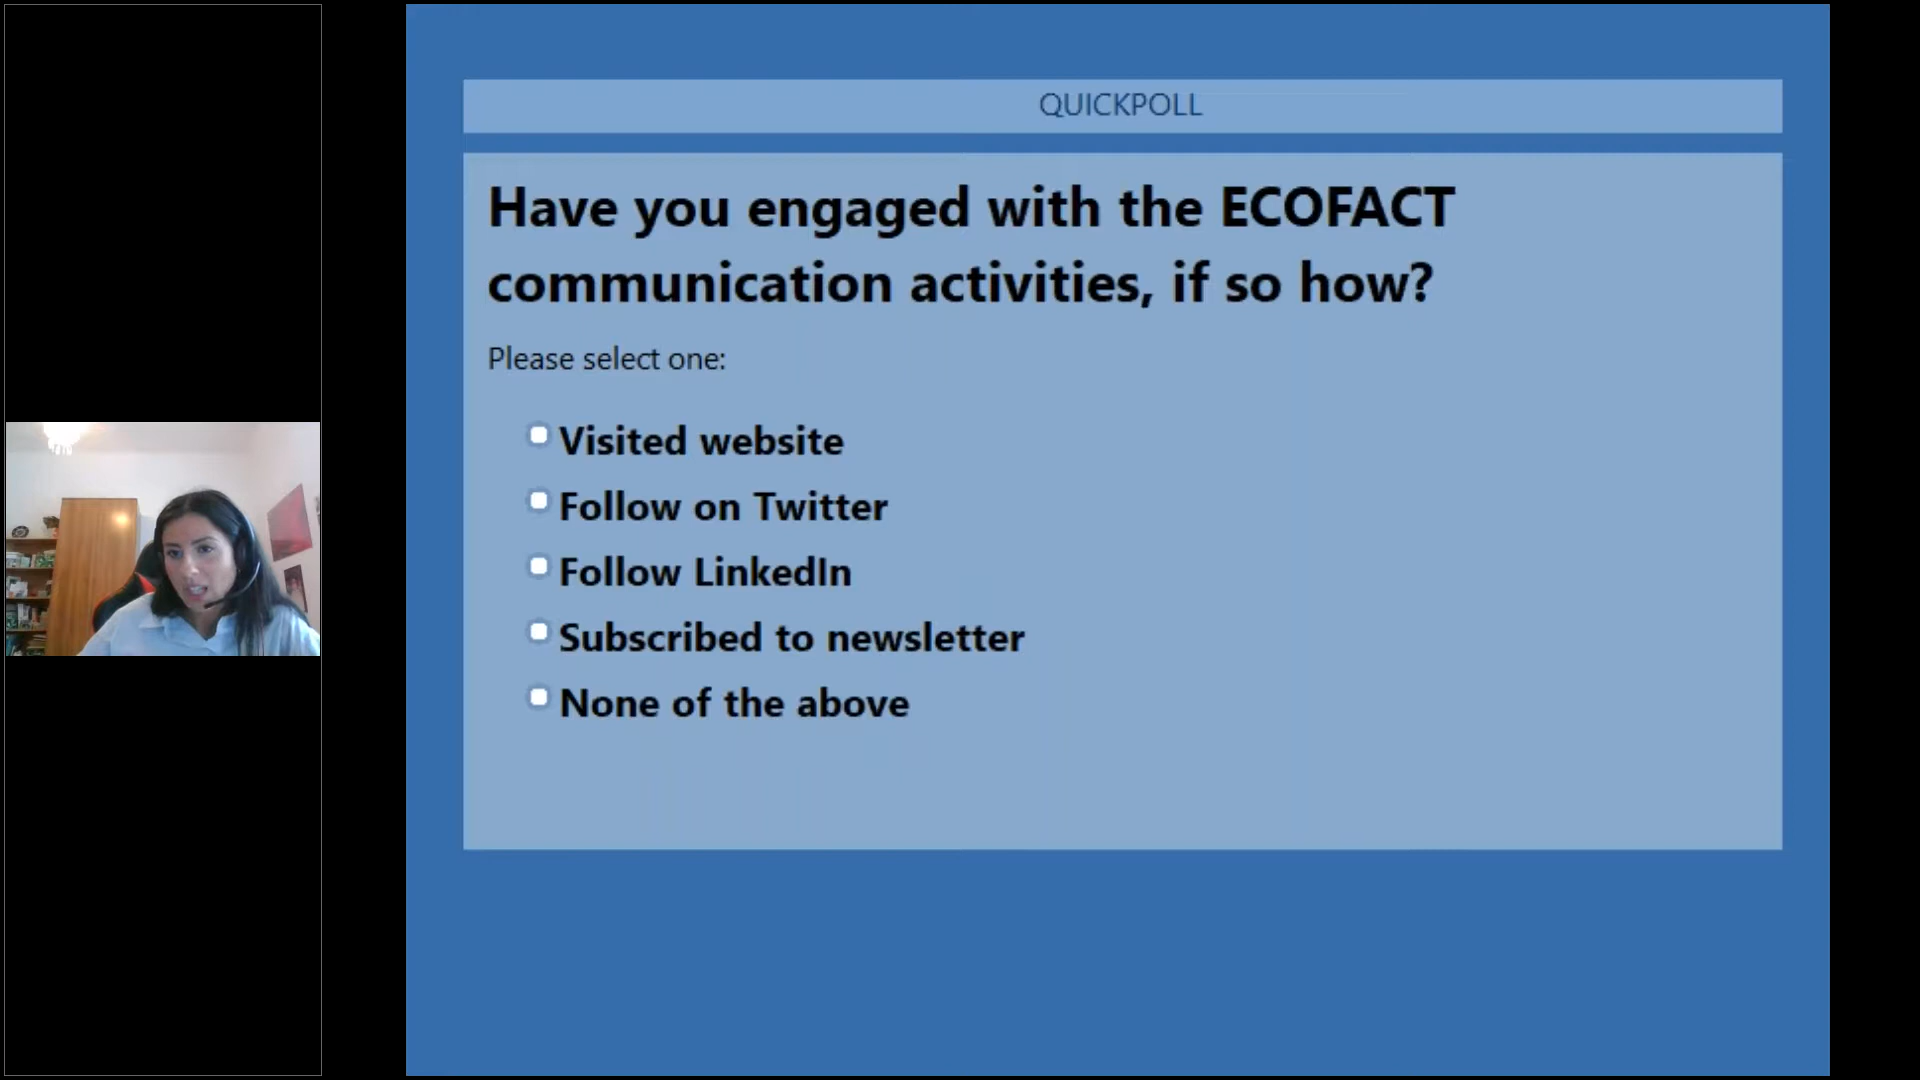 QUICKPOLL
Have you engaged with the ECOFACT
communication activities, if so how?
Please select one:
Visited website
Follow on Twitter
Follow LinkedIn
Subscribed to newsletter
None of the above